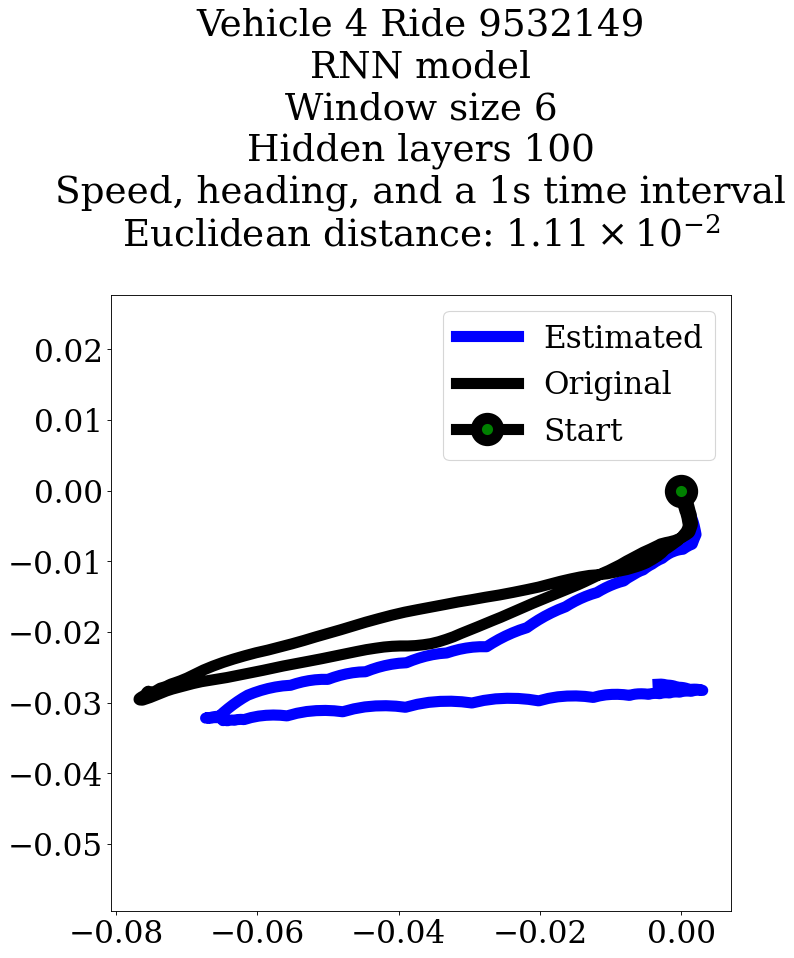 Vehicle 4 Ride 9532149
RNN model
Window size 6
Hidden layers 100
Speed, heading, and a 1s time interval
Euclidean distance: 1.11 × 10⁻²
Estimated
Original
Start
0.02
0.01
0.00
−0.01
−0.02
−0.03
−0.04
−0.05
−0.08 −0.06 −0.04 −0.02 0.00